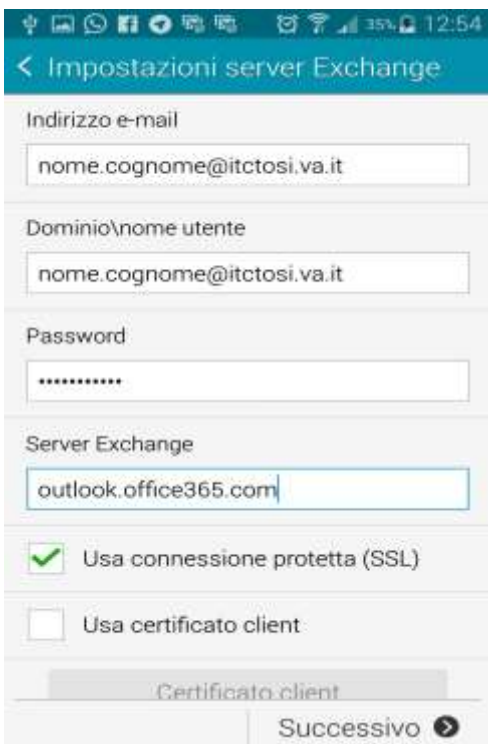 35% 12:54
< Impostazioni server Exchange
Indirizzo e-mail
nome.cognome@itctosi.va.it
Dominio\nome utente
nome.cognome@itctosi.va.it
Password
•••••••••••
Server Exchange
outlook.office365.com
Usa connessione protetta (SSL)
Usa certificato client
Certificato client
Successivo